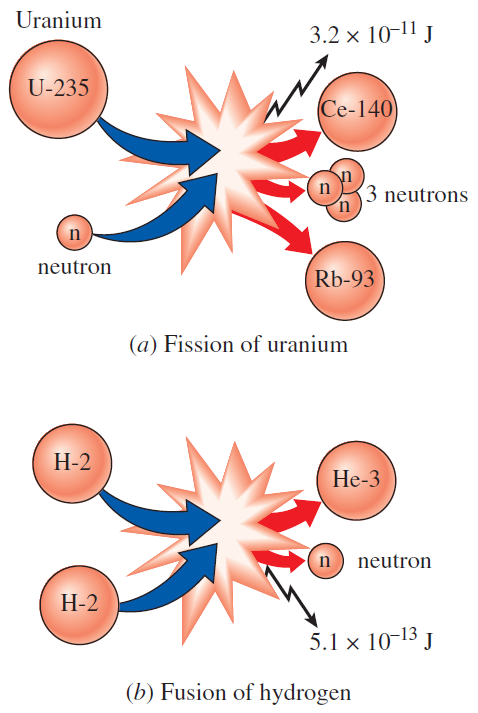 Uranium
3.2 × 10⁻¹¹ J
U-235
Ce-140
n
n
n
3 neutrons
n
neutron
Rb-93
(a) Fission of uranium
H-2
He-3
n
neutron
H-2
5.1 × 10⁻¹³ J
(b) Fusion of hydrogen